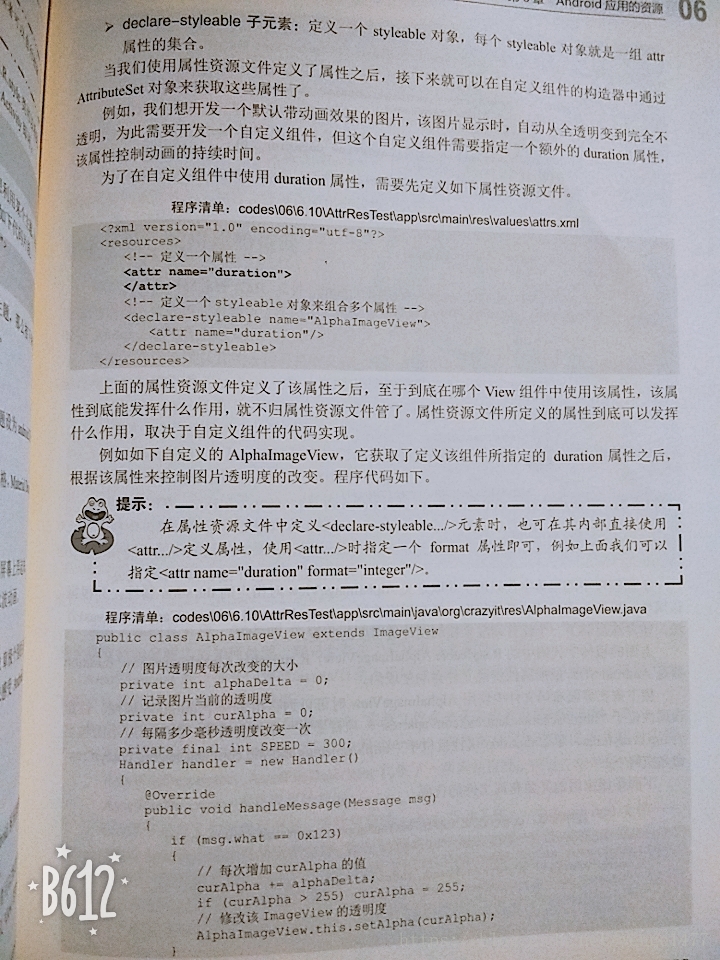 Android 应用的资源 06
➢ declare-styleable 子元素：定义一个 styleable 对象，每个 styleable 对象就是一组 attr
属性的集合。
当我们使用属性资源文件定义了属性之后，接下来就可以在自定义组件的构造器中通过
AttributeSet 对象来获取这些属性了。
例如，我们想开发一个默认带动画效果的图片，该图片显示时，自动从全透明变到完全不
透明，为此需要开发一个自定义组件，但这个自定义组件需要指定一个额外的 duration 属性，
该属性控制动画的持续时间。
为了在自定义组件中使用 duration 属性，需要先定义如下属性资源文件。
程序清单：codes\06\6.10\AttrResTest\app\src\main\res\values\attrs.xml
<?xml version="1.0" encoding="utf-8"?>
<resources>
<!-- 定义一个属性 -->
<attr name="duration">
</attr>
<!-- 定义一个 styleable 对象来组合多个属性 -->
<declare-styleable name="AlphaImageView">
<attr name="duration"/>
</declare-styleable>
</resources>
上面的属性资源文件定义了该属性之后，至于到底在哪个 View 组件中使用该属性，该属
性到底能发挥什么作用，就不归属性资源文件管了。属性资源文件所定义的属性到底可以发挥
什么作用，取决于自定义组件的代码实现。
例如如下自定义的 AlphaImageView，它获取了定义该组件所指定的 duration 属性之后，
根据该属性来控制图片透明度的改变。程序代码如下。
提示：
在属性资源文件中定义<declare-styleable.../>元素时，也可在其内部直接使用
<attr.../>定义属性，使用<attr.../>时指定一个 format 属性即可，例如上面我们可以
指定<attr name="duration" format="integer"/>。
程序清单：codes\06\6.10\AttrResTest\app\src\main\java\org\crazyit\res\AlphaImageView.java
public class AlphaImageView extends ImageView
{
// 图片透明度每次改变的大小
private int alphaDelta = 0;
// 记录图片当前的透明度
private int curAlpha = 0;
// 每隔多少毫秒透明度改变一次
private final int SPEED = 300;
Handler handler = new Handler()
{
@Override
public void handleMessage(Message msg)
{
if (msg.what == 0x123)
{
// 每次增加 curAlpha 的值
curAlpha += alphaDelta;
if (curAlpha > 255) curAlpha = 255;
// 修改该 ImageView 的透明度
AlphaImageView.this.setAlpha(curAlpha);
}
B612